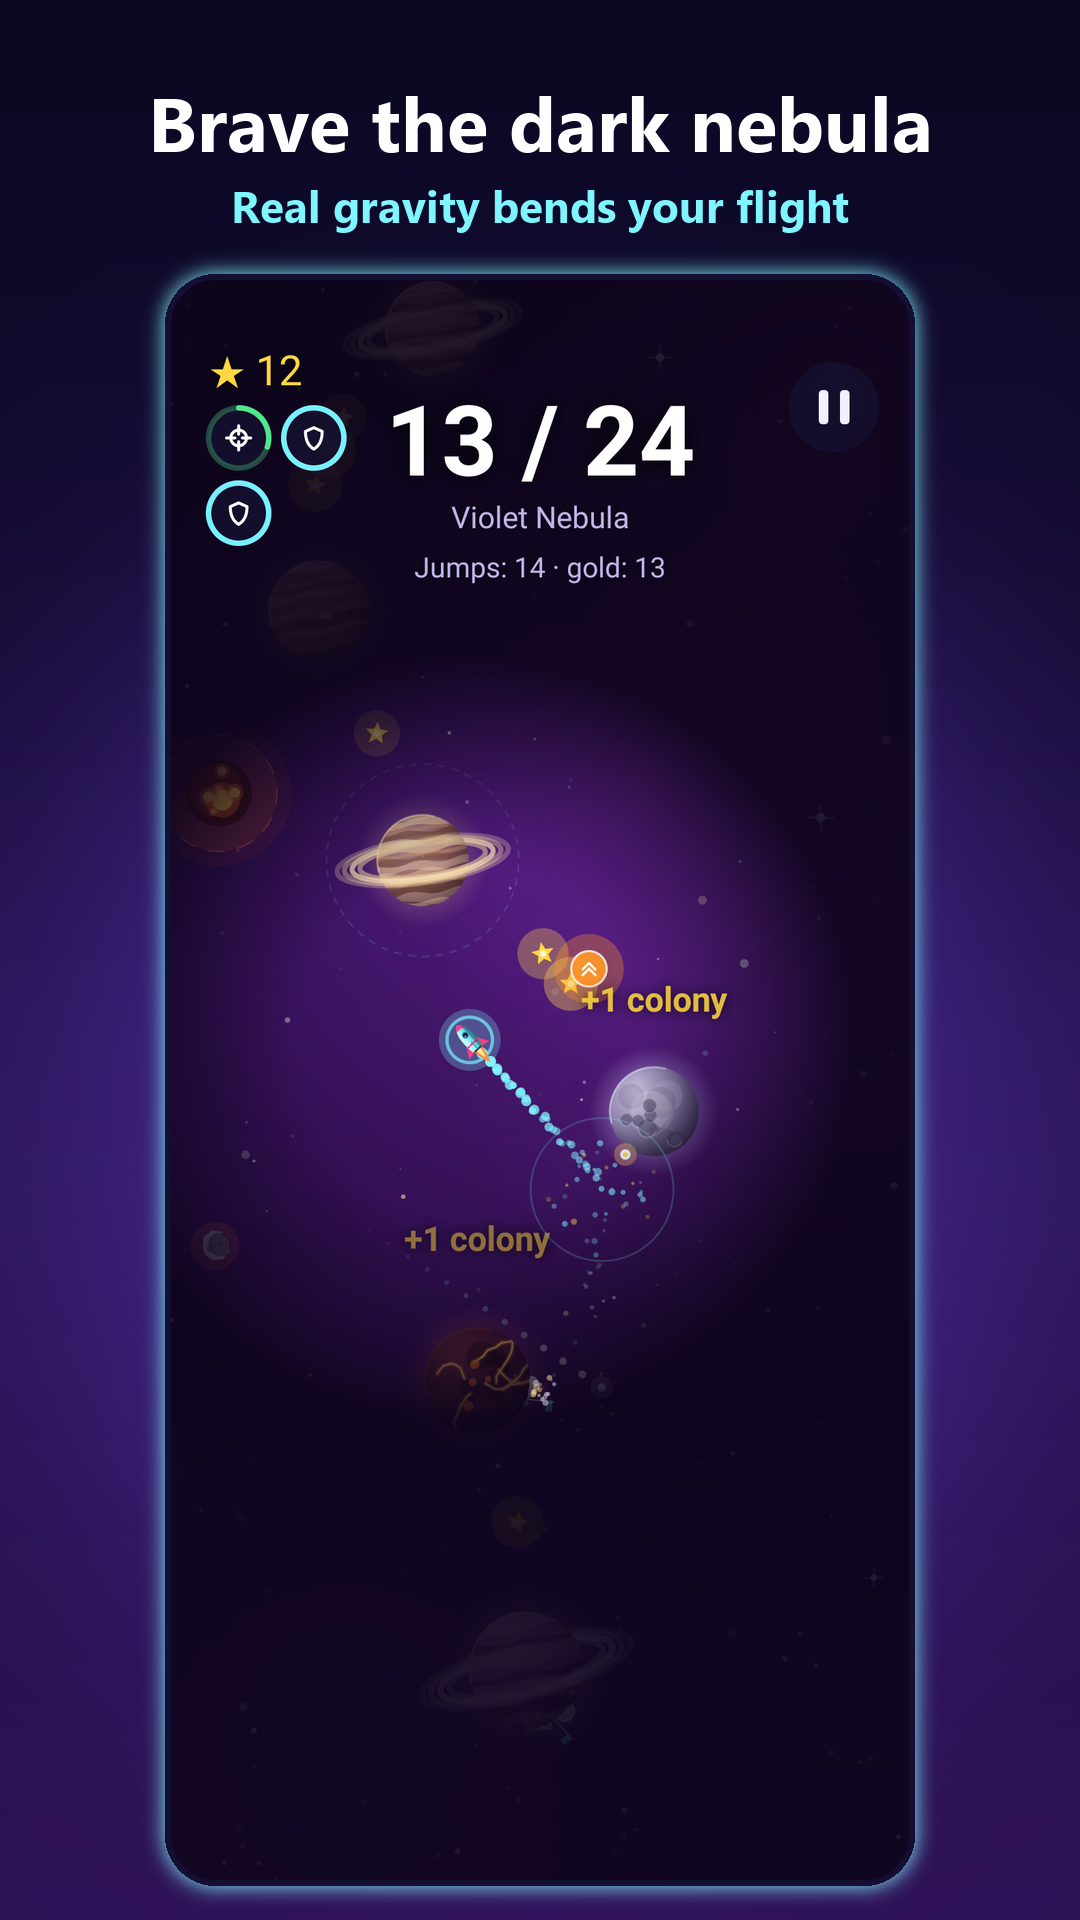 Brave the dark nebula
Real gravity bends your flight
12
13 / 24
Violet Nebula
Jumps: 14 · gold: 13
+1 colony
+1 colony